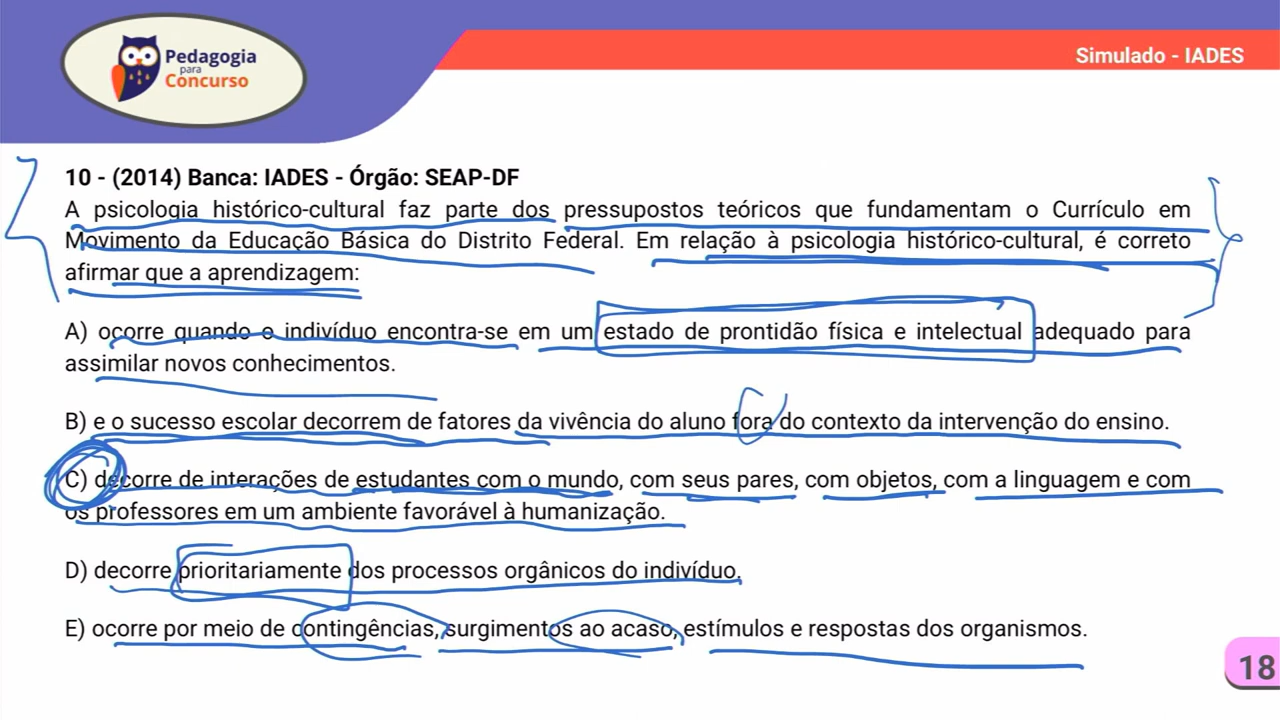 Pedagogia
para
Concurso
Simulado - IADES
10 - (2014) Banca: IADES - Órgão: SEAP-DF
A psicologia histórico-cultural faz parte dos pressupostos teóricos que fundamentam o Currículo em
Movimento da Educação Básica do Distrito Federal. Em relação à psicologia histórico-cultural, é correto
afirmar que a aprendizagem:
A) ocorre quando o indivíduo encontra-se em um estado de prontidão física e intelectual adequado para
assimilar novos conhecimentos.
B) e o sucesso escolar decorrem de fatores da vivência do aluno fora do contexto da intervenção do ensino.
C) decorre de interações de estudantes com o mundo, com seus pares, com objetos, com a linguagem e com
os professores em um ambiente favorável à humanização.
D) decorre prioritariamente dos processos orgânicos do indivíduo.
E) ocorre por meio de contingências, surgimentos ao acaso, estímulos e respostas dos organismos.
18